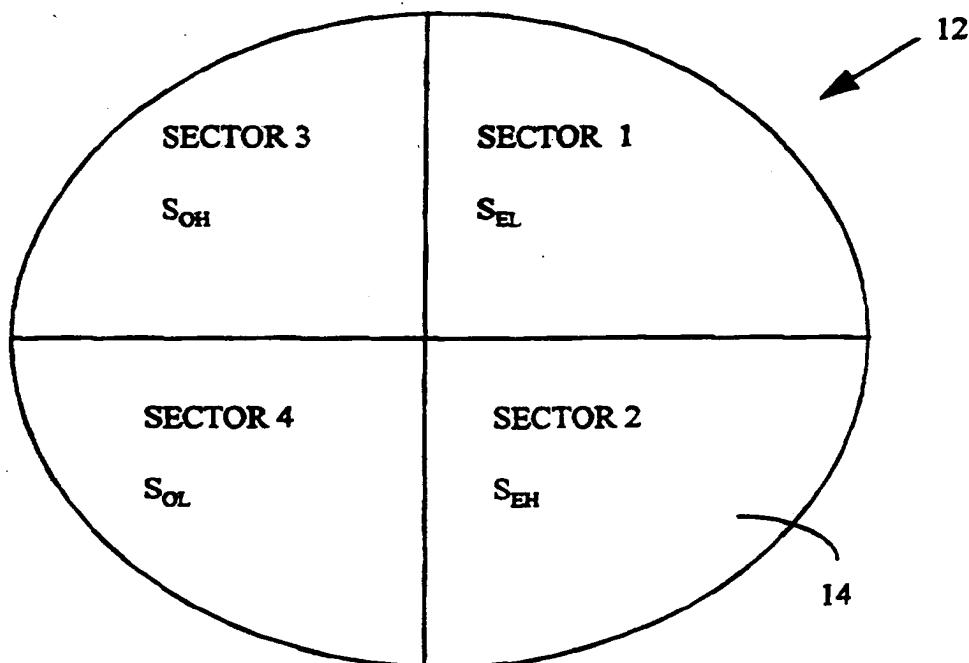 12
SECTOR 3
S_OH
SECTOR 1
S_EL
SECTOR 4
S_OL
SECTOR 2
S_EH
14